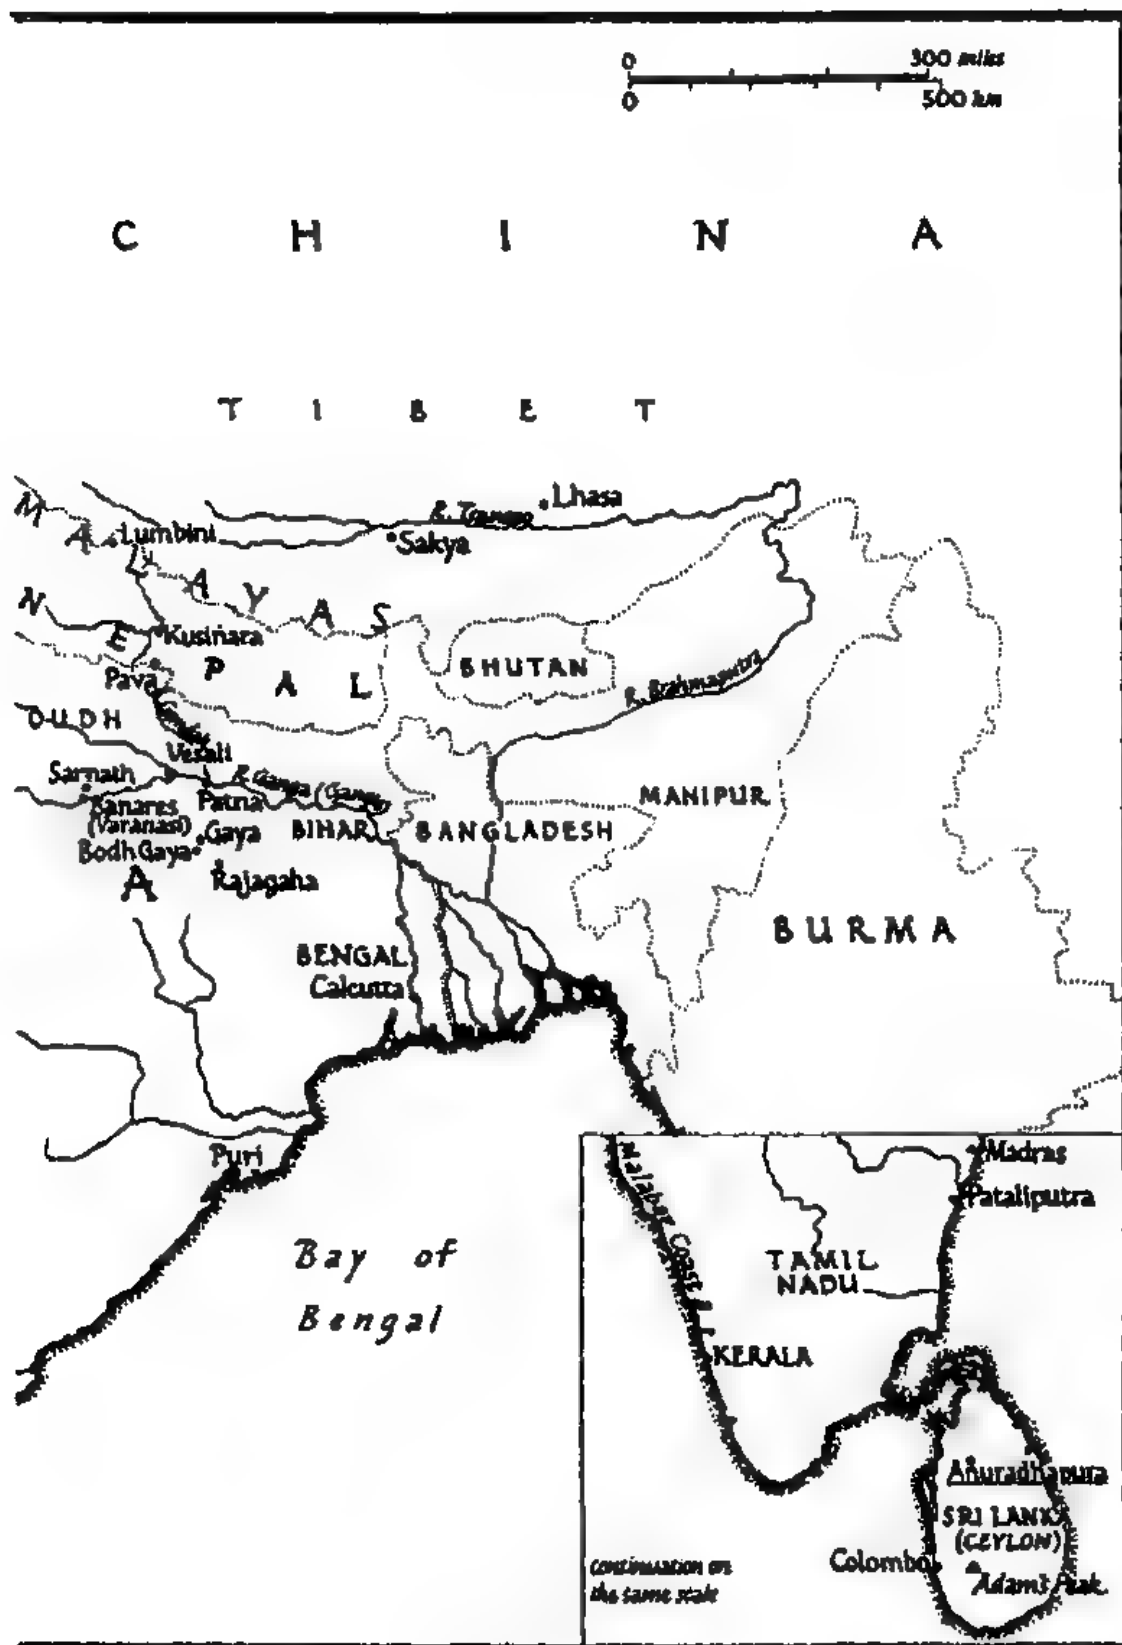 0 300 miles
0 500 km
C H I N A
T I B E T
Lhasa
R. Tsangpo
Sakya
M A L A Y A S
Lumbini
N E P A L
Kusinara
BHUTAN
R. Brahmaputra
Pava
OUDH
Vesali
Sarnath
R. Ganga (Ganges)
Banares
(Varanasi)
Patna
MANIPUR
Gaya
BIHAR
BANGLADESH
Bodh Gaya
A
Rajagaha
BURMA
BENGAL
Calcutta
Puri
Bay of
Bengal
Malabar Coast
Madras
Pataliputra
TAMIL
NADU
KERALA
Anuradhapura
SRI LANKA
(CEYLON)
Colombo
Adam's Peak
continuation on
the same scale